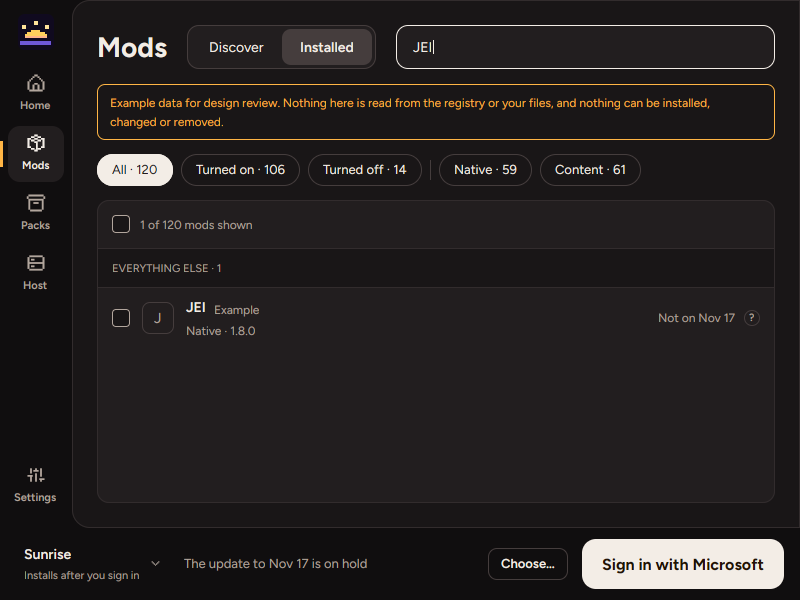 Mods
Discover
Installed
JEI
Home
Mods
Packs
Host
Settings
Example data for design review. Nothing here is read from the registry or your files, and nothing can be installed,
changed or removed.
All · 120
Turned on · 106
Turned off · 14
Native · 59
Content · 61
1 of 120 mods shown
EVERYTHING ELSE · 1
J
JEI Example
Native · 1.8.0
Not on Nov 17 ?
Sunrise
Installs after you sign in
The update to Nov 17 is on hold
Choose...
Sign in with Microsoft